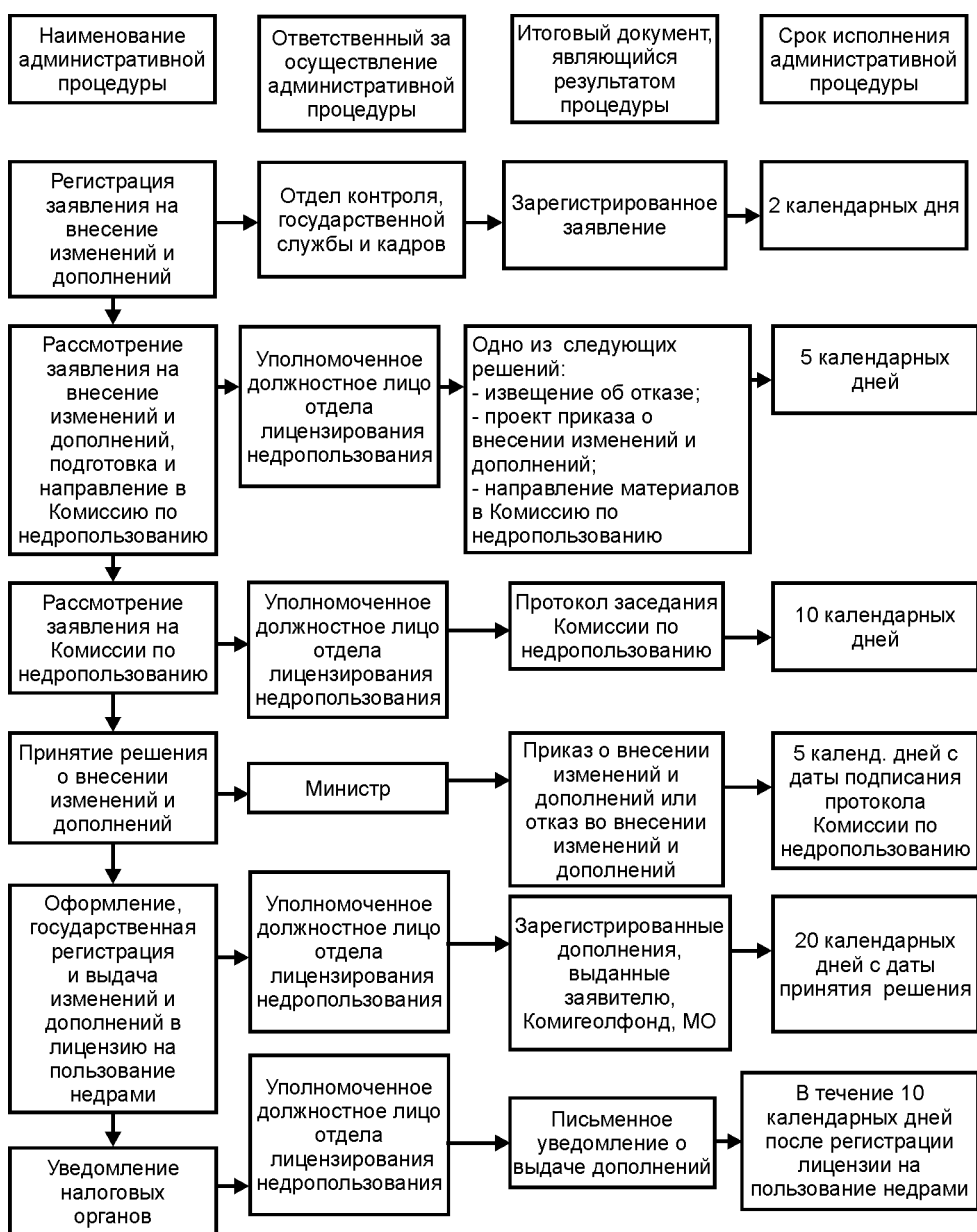 Наименование
административной
процедуры
Ответственный за
осуществление
административной
процедуры
Итоговый документ,
являющийся
результатом
процедуры
Срок исполнения
административной
процедуры
Регистрация
заявления на
внесение
изменений и
дополнений
Отдел контроля,
государственной
службы и кадров
Зарегистрированное
заявление
2 календарных дня
Рассмотрение
заявления на
внесение
изменений и
дополнений,
подготовка и
направление в
Комиссию по
недропользованию
Уполномоченное
должностное лицо
отдела
лицензирования
недропользования
Одно из следующих
решений:
- извещение об отказе;
- проект приказа о
внесении изменений и
дополнений;
- направление материалов
в Комиссию по
недропользованию
5 календарных
дней
Рассмотрение
заявления на
Комиссии по
недропользованию
Уполномоченное
должностное лицо
отдела
лицензирования
недропользования
Протокол заседания
Комиссии по
недропользованию
10 календарных
дней
Принятие решения
о внесении
изменений и
дополнений
Министр
Приказ о внесении
изменений и
дополнений или
отказ во внесении
изменений и
дополнений
5 календ. дней с
даты подписания
протокола
Комиссии по
недропользованию
Оформление,
государственная
регистрация
и выдача
изменений и
дополнений в
лицензию на
пользование
недрами
Уполномоченное
должностное лицо
отдела
лицензирования
недропользования
Зарегистрированные
дополнения,
выданные
заявителю,
Комигеолфонд, МО
20 календарных
дней с даты
принятия решения
Уведомление
налоговых
органов
Уполномоченное
должностное лицо
отдела
лицензирования
недропользования
Письменное
уведомление о
выдаче дополнений
В течение 10
календарных дней
после регистрации
лицензии на
пользование недрами